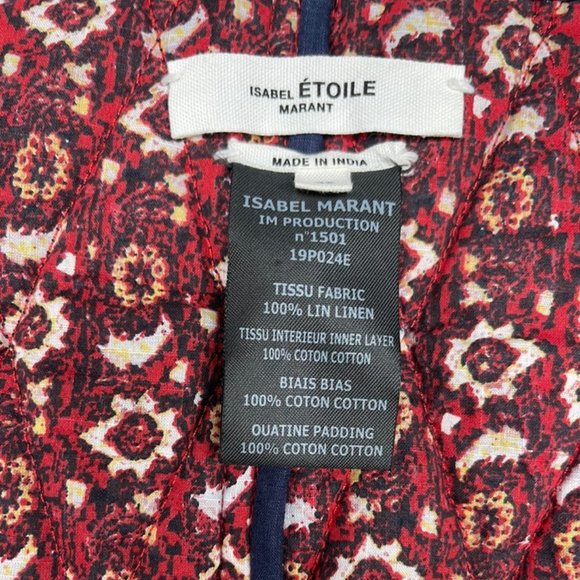 ISABEL ÉTOILE
MARANT
MADE IN INDIA
ISABEL MARANT
IM PRODUCTION
n°1501
19P024E
TISSU FABRIC
100% LIN LINEN
TISSU INTERIEUR INNER LAYER
100% COTON COTTON
BIAIS BIAS
100% COTON COTTON
OUATINE PADDING
100% COTON COTTON